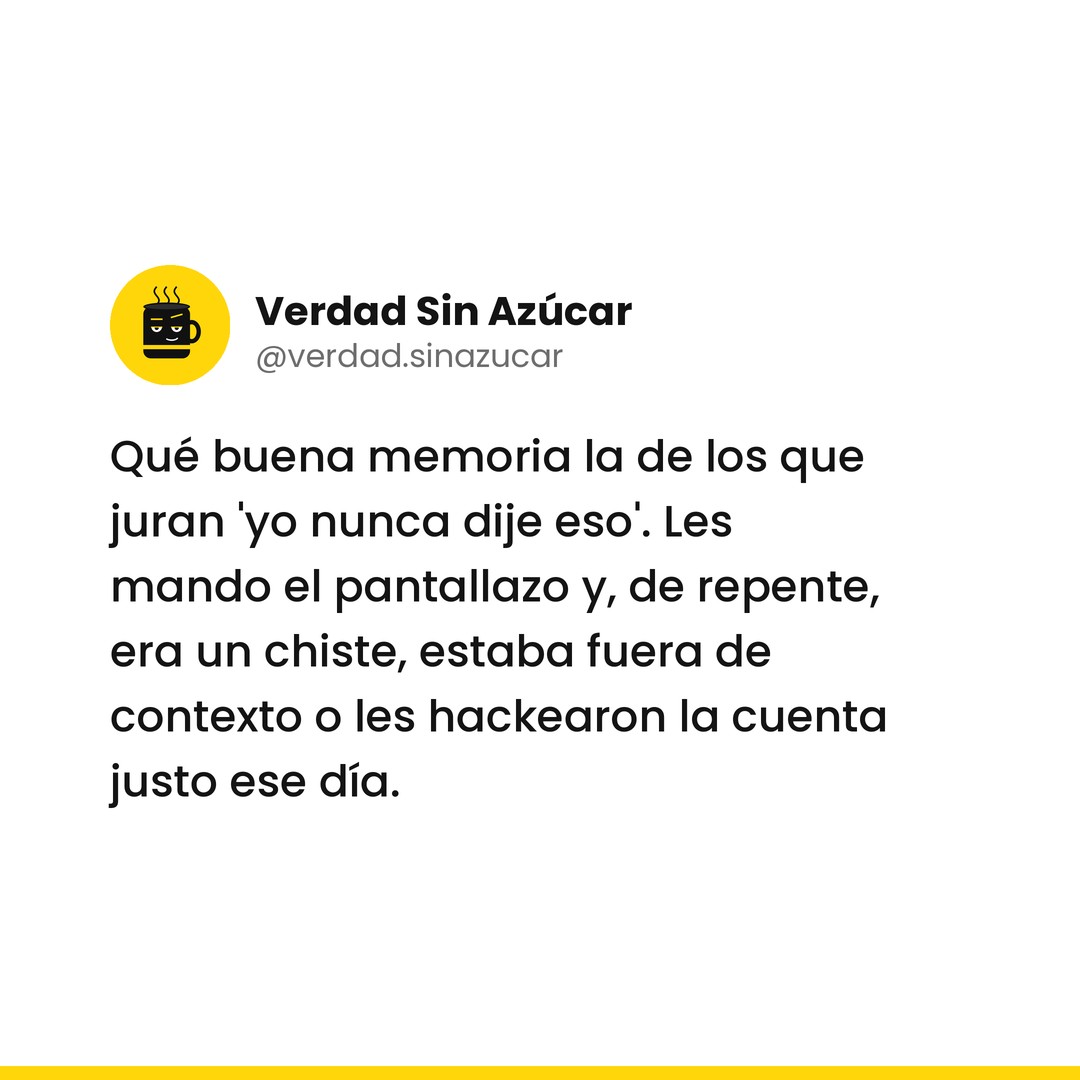 Verdad Sin Azúcar
@verdad.sinazucar
Qué buena memoria la de los que
juran 'yo nunca dije eso'. Les
mando el pantallazo y, de repente,
era un chiste, estaba fuera de
contexto o les hackearon la cuenta
justo ese día.